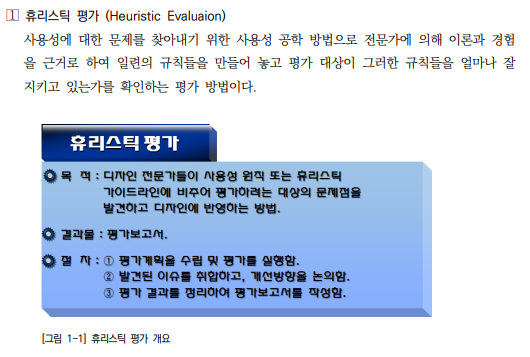 1 휴리스틱 평가 (Heuristic Evaluaion)
사용성에 대한 문제를 찾아내기 위한 사용성 공학 방법으로 전문가에 의해 이론과 경험
을 근거로 하여 일련의 규칙들을 만들어 놓고 평가 대상이 그러한 규칙들을 얼마나 잘
지키고 있는가를 확인하는 평가 방법이다.
휴리스틱 평가
목 적 : 디자인 전문가들이 사용성 원칙 또는 휴리스틱
가이드라인에 비추어 평가하려는 대상의 문제점을
발견하고 디자인에 반영하는 방법.
결과물 : 평가보고서.
절 차 : ① 평가계획을 수립 및 평가를 실행함.
② 발견된 이슈를 취합하고, 개선방향을 논의함.
③ 평가 결과를 정리하여 평가보고서를 작성함.
[그림 1-1] 휴리스틱 평가 개요